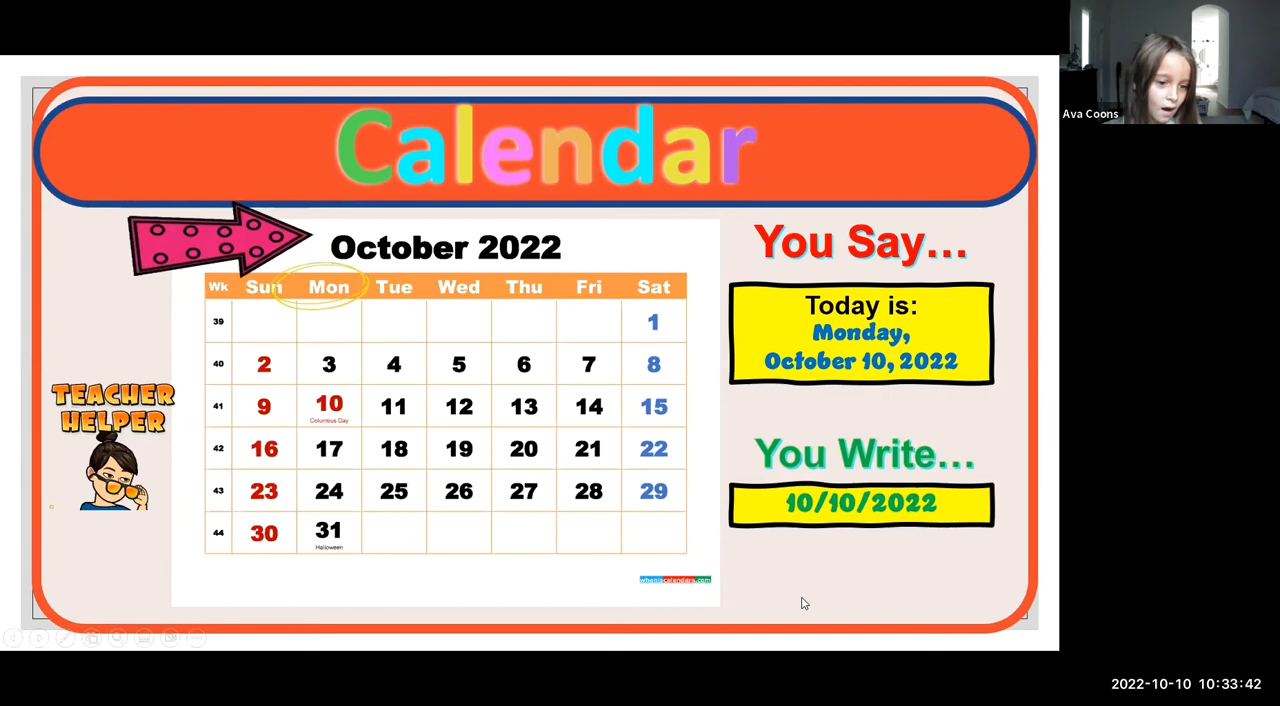 Calendar
Ava Coons
October 2022
Wk Sun Mon Tue Wed Thu Fri Sat
39 1
40 2 3 4 5 6 7 8
41 9 10 11 12 13 14 15
Columbus Day
42 16 17 18 19 20 21 22
43 23 24 25 26 27 28 29
44 30 31
Halloween
whenis­calendars.com
TEACHER
HELPER
You Say...
Today is:
Monday,
October 10, 2022
You Write...
10/10/2022
2022-10-10 10:33:42